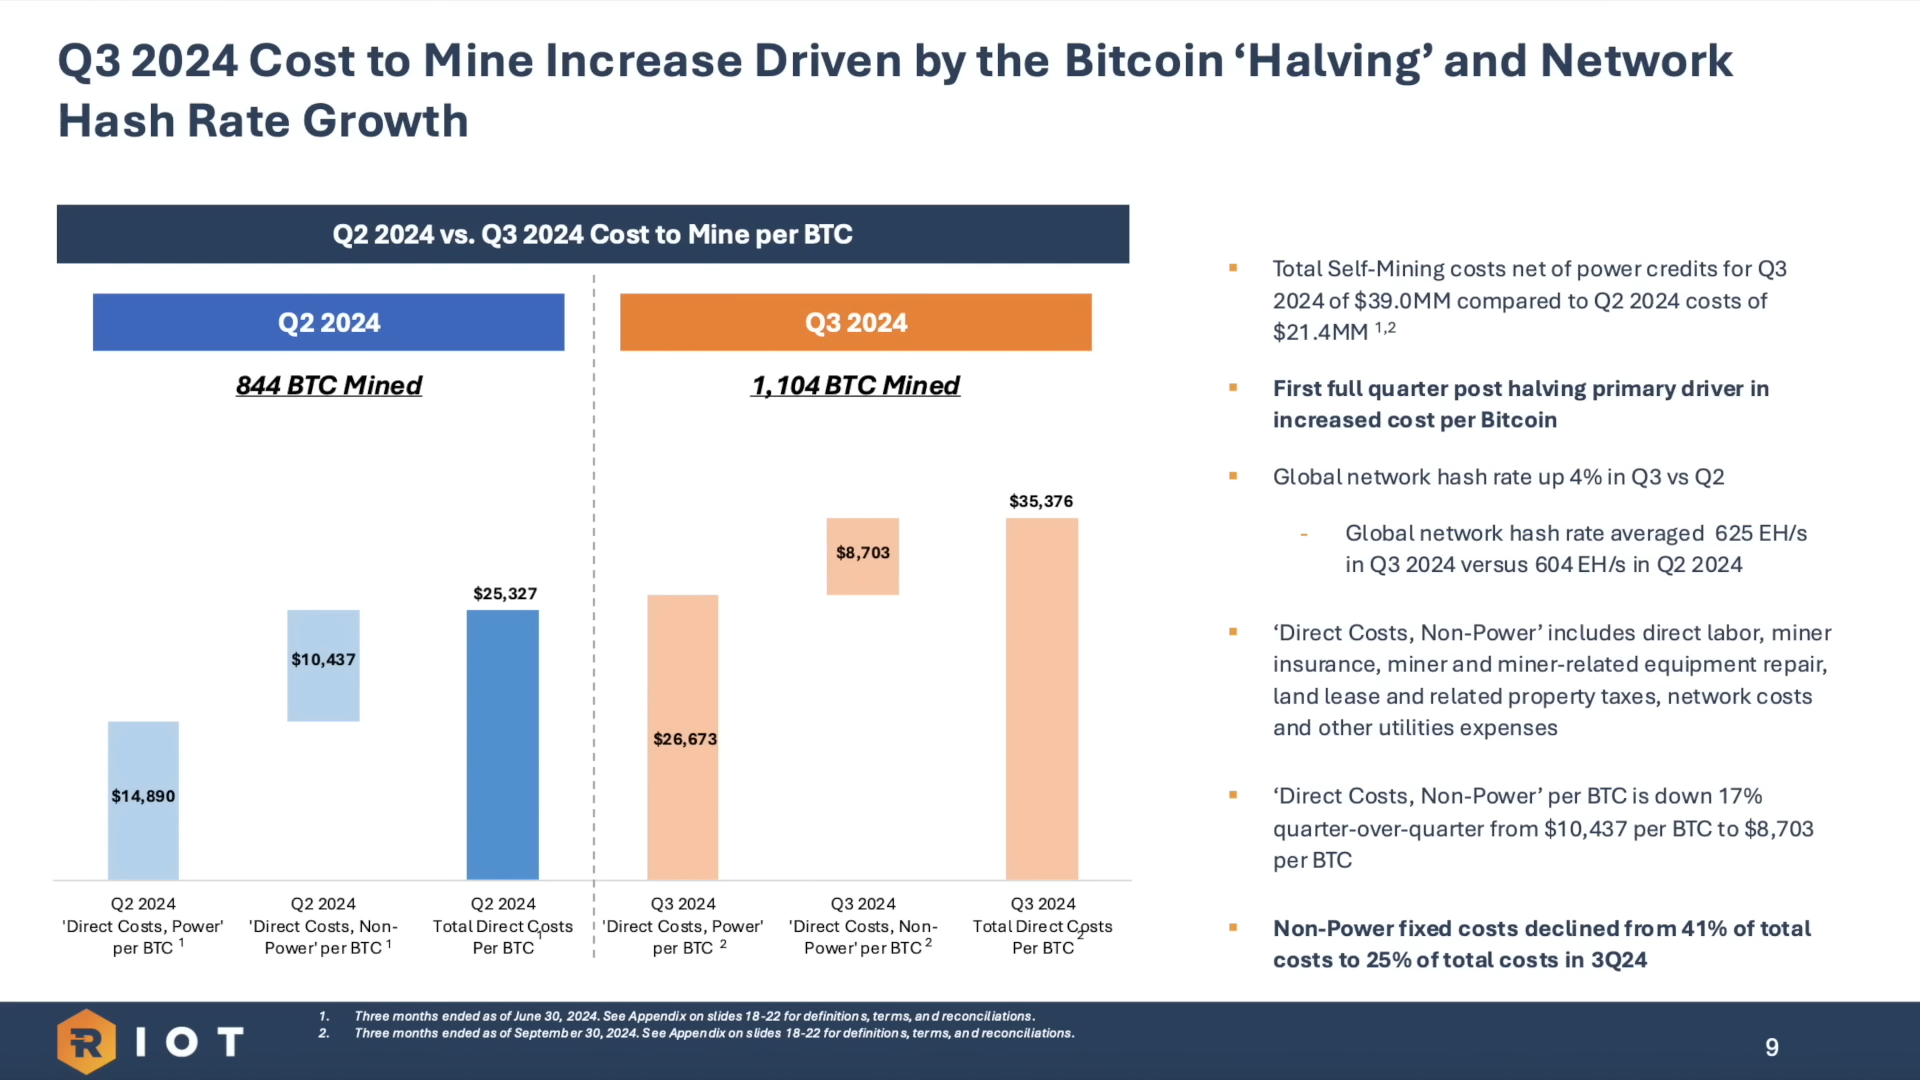 Q3 2024 Cost to Mine Increase Driven by the Bitcoin ‘Halving’ and Network
Hash Rate Growth
Q2 2024 vs. Q3 2024 Cost to Mine per BTC
Q2 2024
844 BTC Mined
$14,890
$10,437
$25,327
Q2 2024
'Direct Costs, Power'
per BTC 1
Q2 2024
'Direct Costs, Non-
Power' per BTC 1
Q2 2024
Total Direct Costs
Per BTC 1
Q3 2024
1,104 BTC Mined
$26,673
$8,703
$35,376
Q3 2024
'Direct Costs, Power'
per BTC 2
Q3 2024
'Direct Costs, Non-
Power' per BTC 2
Q3 2024
Total Direct Costs
Per BTC 2
Total Self-Mining costs net of power credits for Q3
2024 of $39.0MM compared to Q2 2024 costs of
$21.4MM 1,2
First full quarter post halving primary driver in
increased cost per Bitcoin
Global network hash rate up 4% in Q3 vs Q2
- Global network hash rate averaged 625 EH/s
in Q3 2024 versus 604 EH/s in Q2 2024
‘Direct Costs, Non-Power’ includes direct labor, miner
insurance, miner and miner-related equipment repair,
land lease and related property taxes, network costs
and other utilities expenses
‘Direct Costs, Non-Power’ per BTC is down 17%
quarter-over-quarter from $10,437 per BTC to $8,703
per BTC
Non-Power fixed costs declined from 41% of total
costs to 25% of total costs in 3Q24
RIOT
1. Three months ended as of June 30, 2024. See Appendix on slides 18-22 for definitions, terms, and reconciliations.
2. Three months ended as of September 30, 2024. See Appendix on slides 18-22 for definitions, terms, and reconciliations.
9